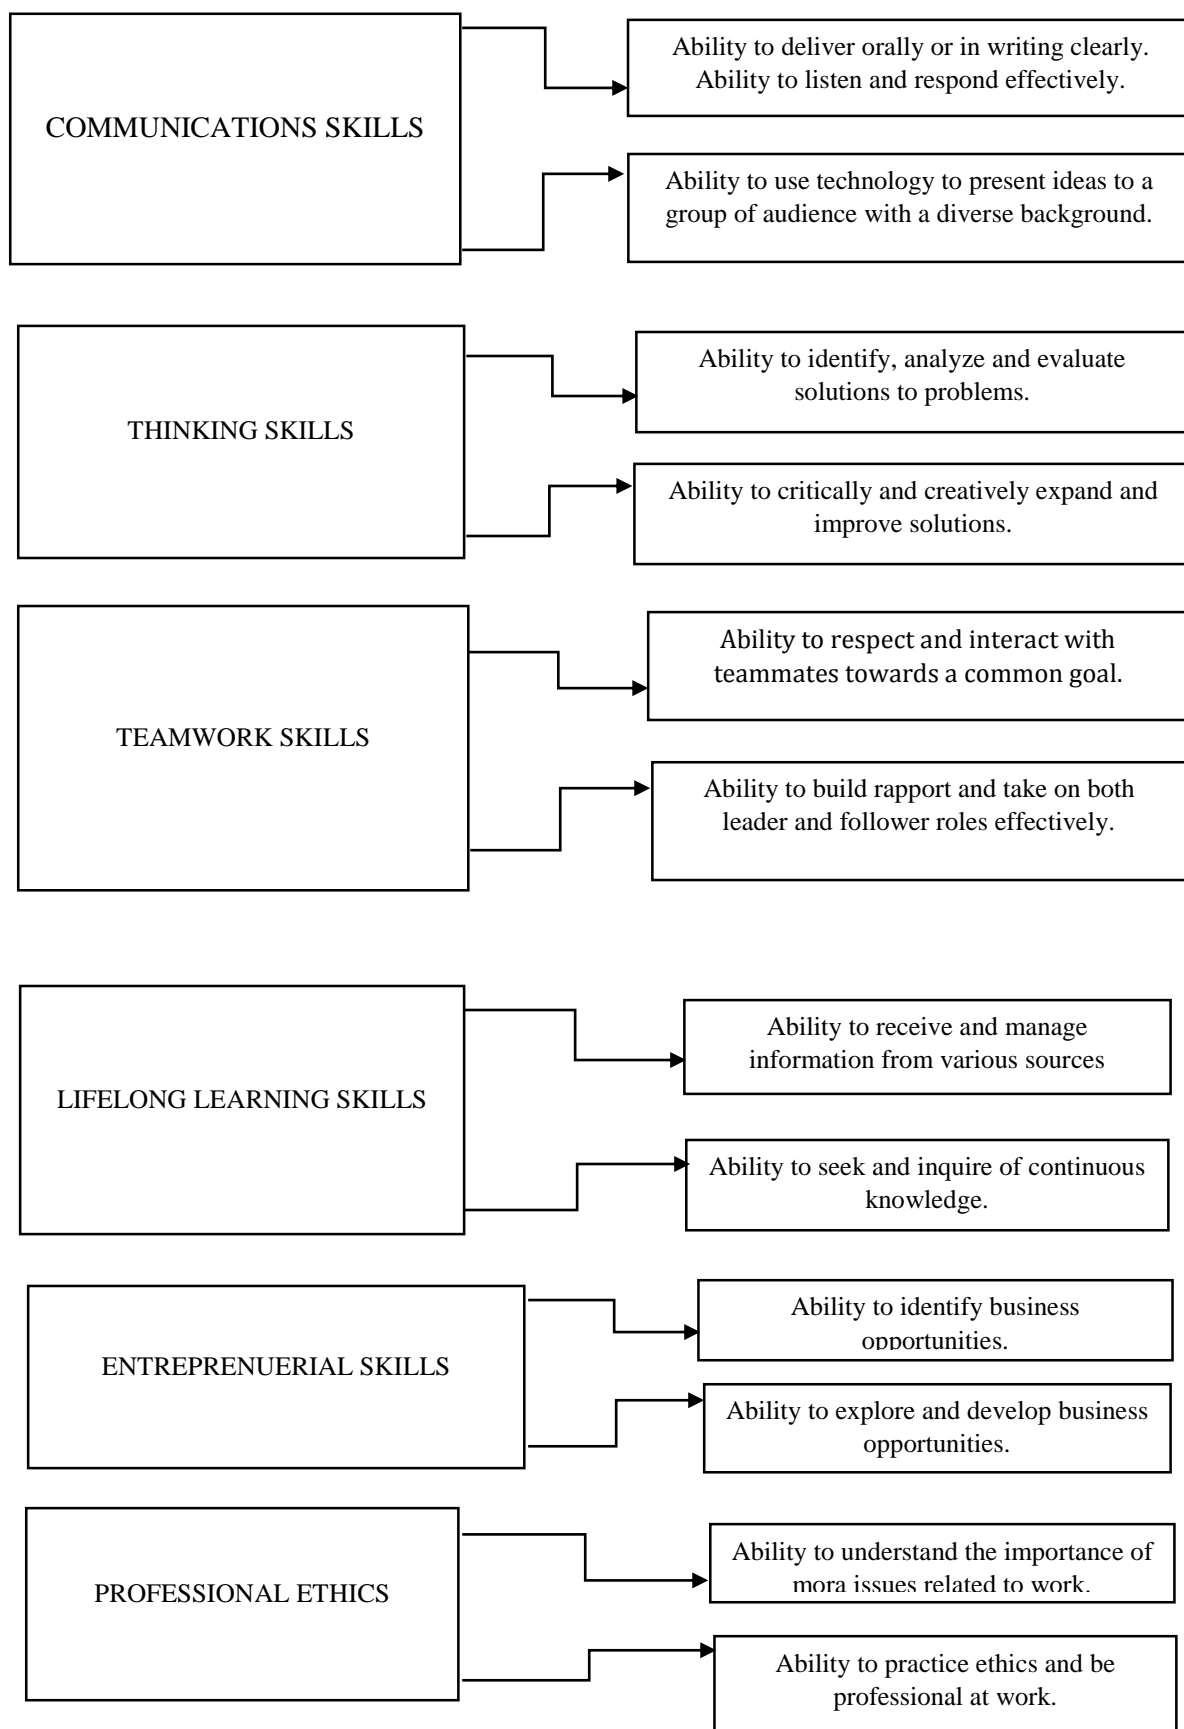 COMMUNICATIONS SKILLS
Ability to deliver orally or in writing clearly.
Ability to listen and respond effectively.
Ability to use technology to present ideas to a
group of audience with a diverse background.
THINKING SKILLS
Ability to identify, analyze and evaluate
solutions to problems.
Ability to critically and creatively expand and
improve solutions.
TEAMWORK SKILLS
Ability to respect and interact with
teammates towards a common goal.
Ability to build rapport and take on both
leader and follower roles effectively.
LIFELONG LEARNING SKILLS
Ability to receive and manage
information from various sources
Ability to seek and inquire of continuous
knowledge.
ENTREPRENUERIAL SKILLS
Ability to identify business
opportunities.
Ability to explore and develop business
opportunities.
PROFESSIONAL ETHICS
Ability to understand the importance of
mora issues related to work.
Ability to practice ethics and be
professional at work.